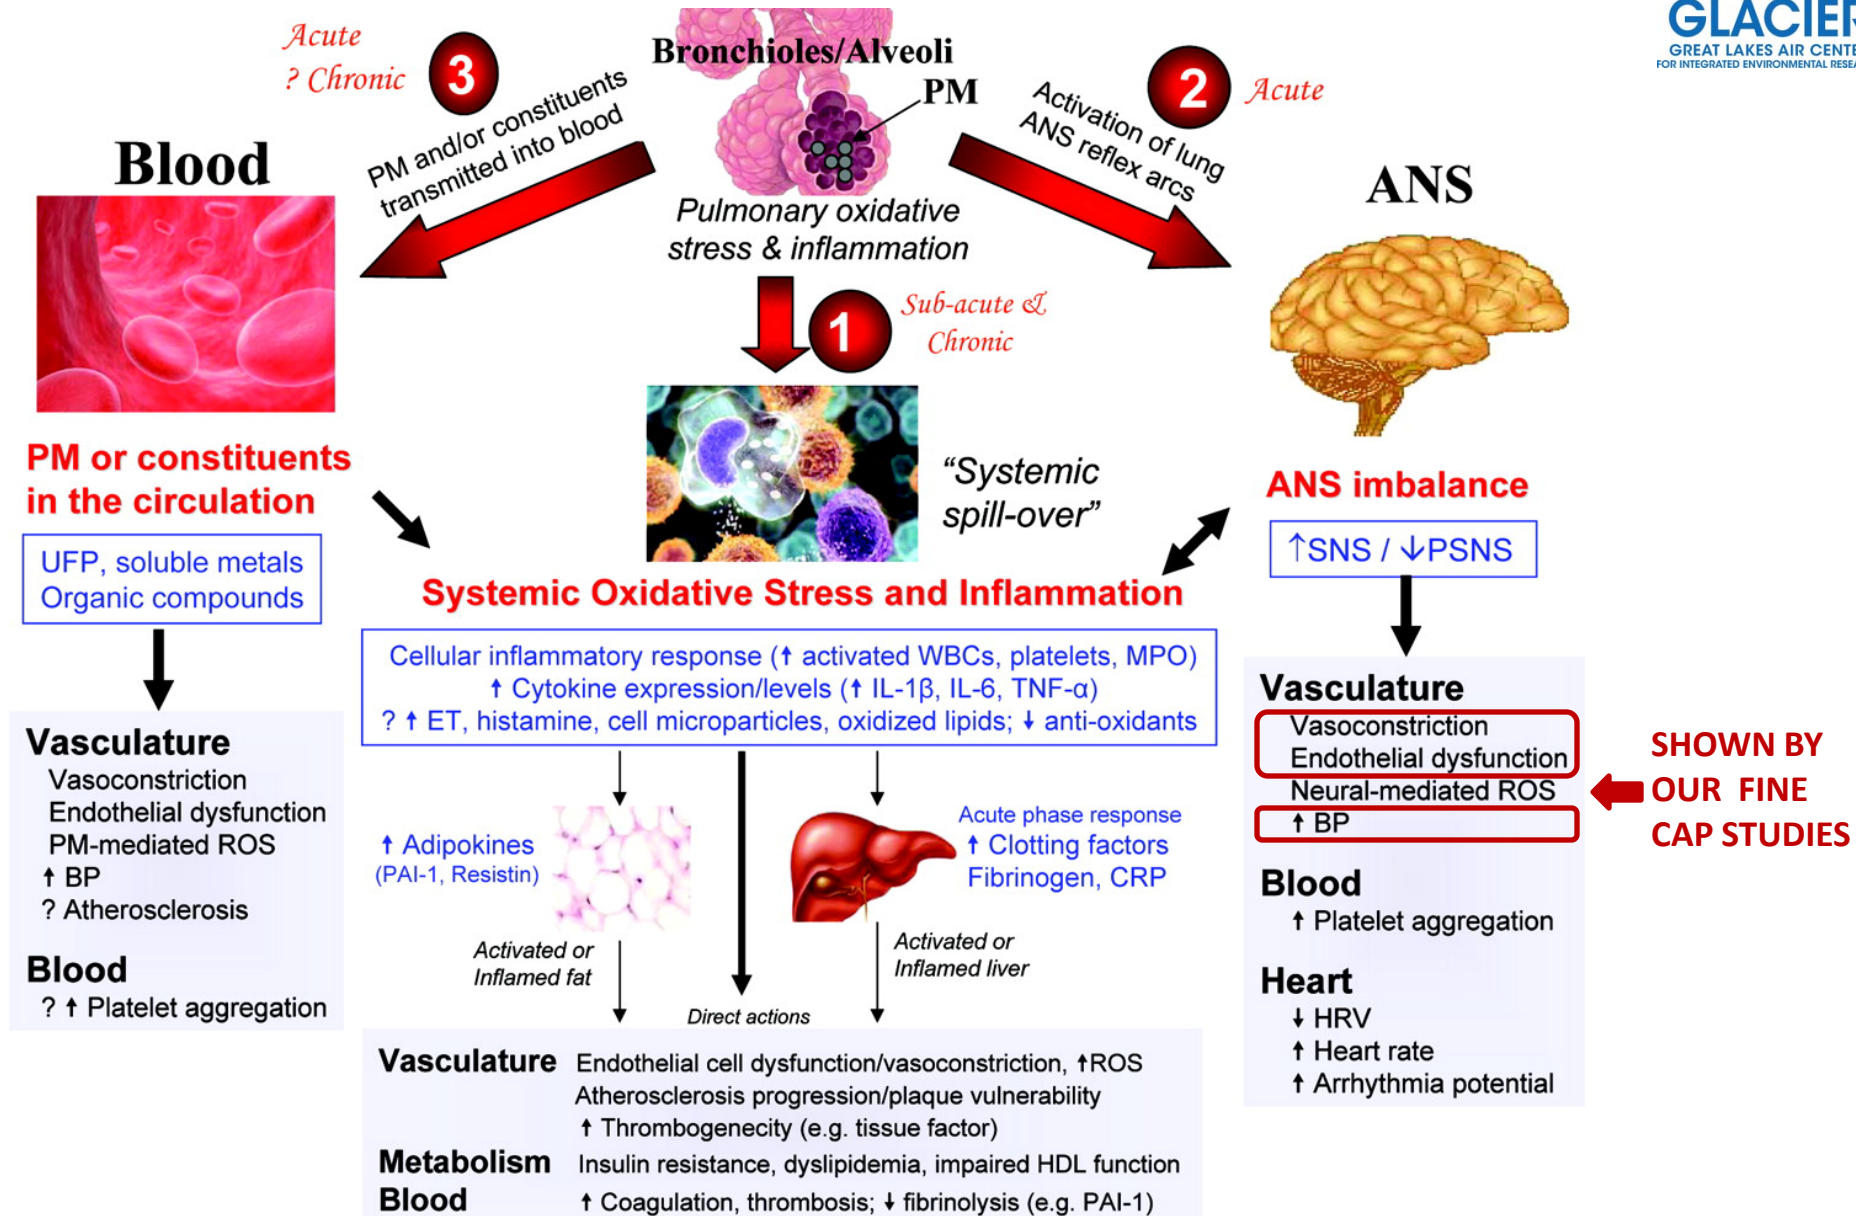 GLACIER
GREAT LAKES AIR CENTE
FOR INTEGRATED ENVIRONMENTAL RESEA
Acute
? Chronic
3
PM and/or constituents
transmitted into blood
Bronchioles/Alveoli
PM
Pulmonary oxidative
stress & inflammation
Activation of lung
ANS reflex arcs
2
Acute
1
Sub-acute &
Chronic
Blood
PM or constituents
in the circulation
UFP, soluble metals
Organic compounds
Vasculature
Vasoconstriction
Endothelial dysfunction
PM-mediated ROS
↑ BP
? Atherosclerosis
Blood
? ↑ Platelet aggregation
“Systemic
spill-over”
Systemic Oxidative Stress and Inflammation
Cellular inflammatory response (↑ activated WBCs, platelets, MPO)
↑ Cytokine expression/levels (↑ IL-1β, IL-6, TNF-α)
? ↑ ET, histamine, cell microparticles, oxidized lipids; ↓ anti-oxidants
↑ Adipokines
(PAI-1, Resistin)
Activated or
Inflamed fat
Acute phase response
↑ Clotting factors
Fibrinogen, CRP
Activated or
Inflamed liver
Direct actions
Vasculature Endothelial cell dysfunction/vasoconstriction, ↑ROS
Atherosclerosis progression/plaque vulnerability
↑ Thrombogenecity (e.g. tissue factor)
Metabolism Insulin resistance, dyslipidemia, impaired HDL function
Blood ↑ Coagulation, thrombosis; ↓ fibrinolysis (e.g. PAI-1)
ANS
ANS imbalance
↑SNS / ↓PSNS
Vasculature
Vasoconstriction
Endothelial dysfunction
Neural-mediated ROS
↑ BP
Blood
↑ Platelet aggregation
Heart
↓ HRV
↑ Heart rate
↑ Arrhythmia potential
SHOWN BY
OUR FINE
CAP STUDIES